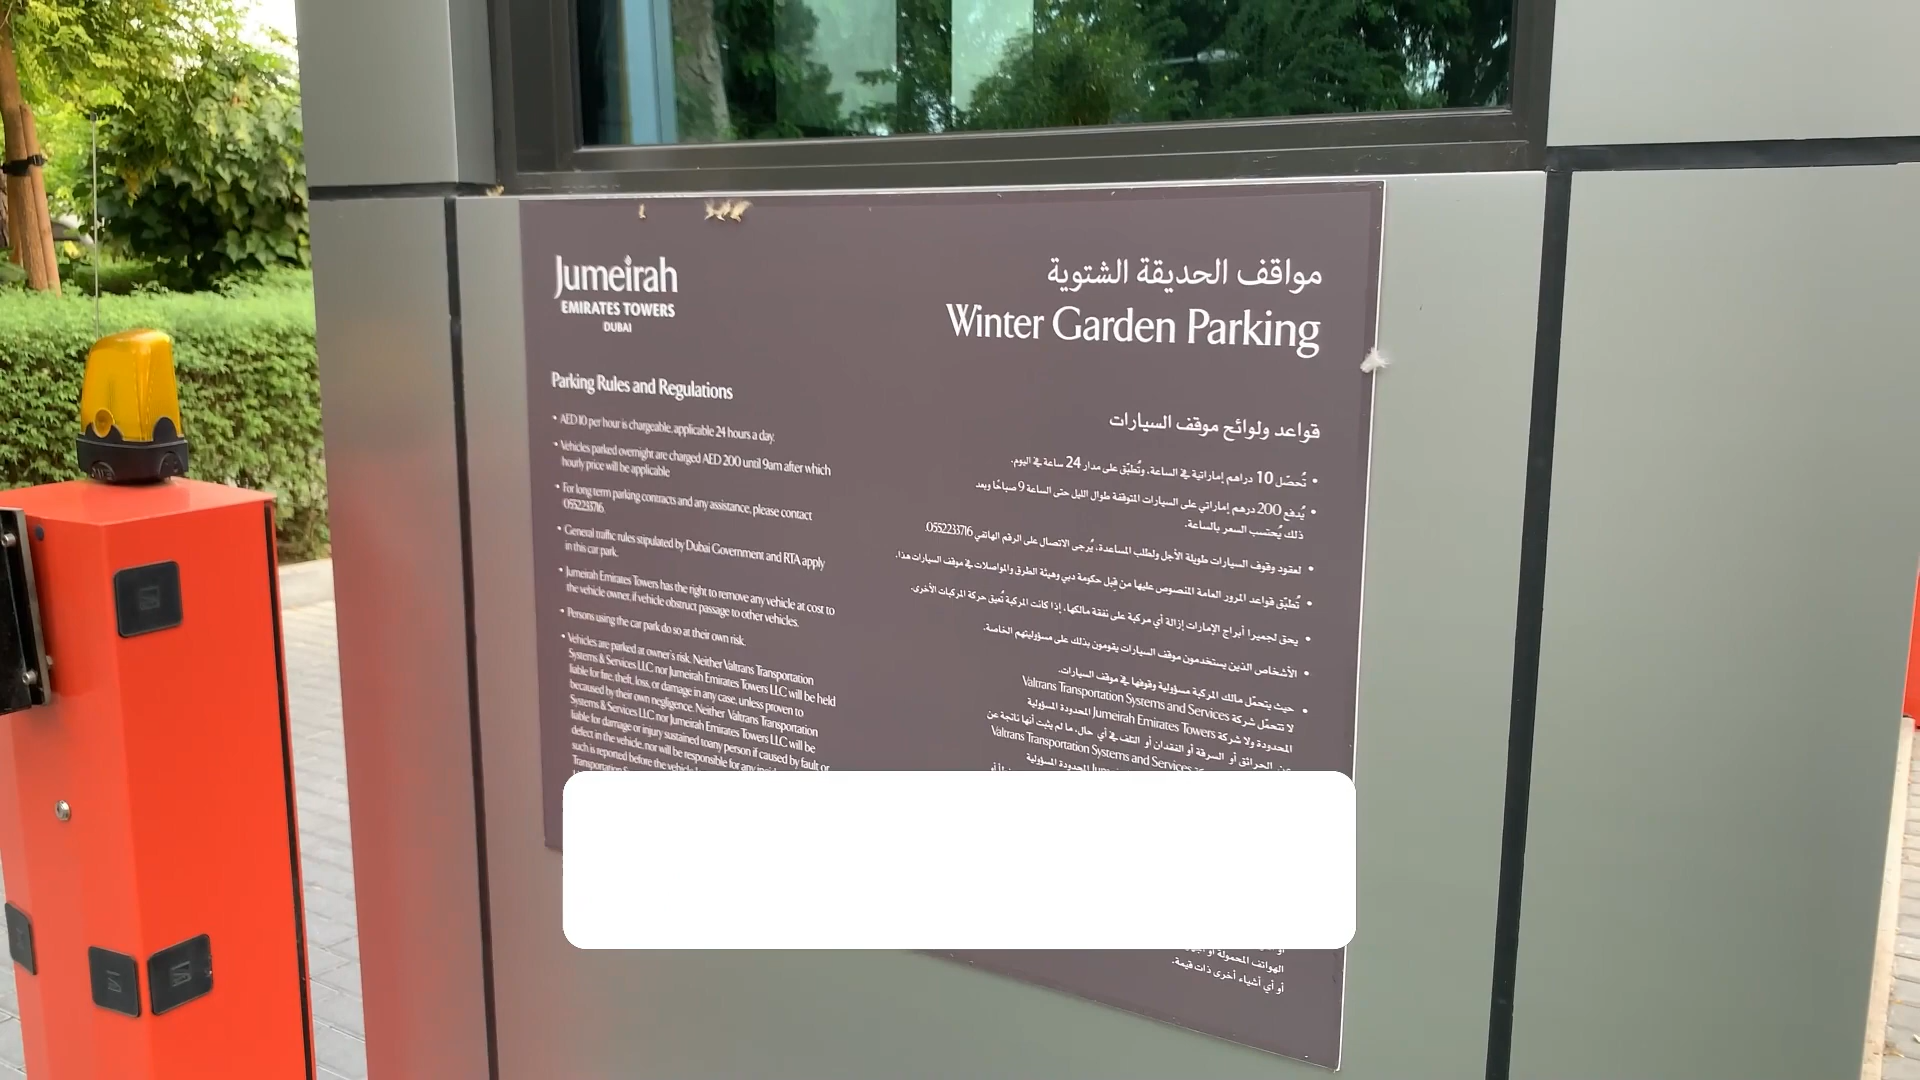 Jumeirah
EMIRATES TOWERS
DUBAI
مواقف الحديقة الشتوية
Winter Garden Parking
Parking Rules and Regulations
• AED 10 per hour is chargeable, applicable 24 hours a day.
• Vehicles parked overnight are charged AED 200 until 9am after which
hourly price will be applicable
• For long term parking contracts and any assistance, please contact
0552233716.
• General traffic rules stipulated by Dubai Government and RTA apply
in this car park.
• Jumeirah Emirates Towers has the right to remove any vehicle at cost to
the vehicle owner, if vehicle obstruct passage to other vehicles.
• Persons using the car park do so at their own risk.
• Vehicles are parked at owner's risk. Neither Valtrans Transportation
Systems & Services LLC nor Jumeirah Emirates Towers LLC will be held
liable for fire, theft, loss, or damage in any case, unless proven to
becaused by their own negligence. Neither Valtrans Transportation
Systems & Services LLC nor Jumeirah Emirates Towers LLC will be
liable for damage or injury sustained toany person if caused by fault or
defect in the vehicle, nor will be responsible for any
such is reported before the vehicle
Transportation
قواعد ولوائح موقف السيارات
• تُحصّل 10 دراهم إماراتية في الساعة، وتُطبّق على مدار 24 ساعة في اليوم.
• يُدفع 200 درهم إماراتي على السيارات المتوقفة طوال الليل حتى الساعة 9 صباحًا وبعد
ذلك يُحتسب السعر بالساعة.
• لعقود وقوف السيارات طويلة الأجل ولطلب المساعدة، يُرجى الاتصال على الرقم الهاتفي 0552233716.
• تُطبّق قواعد المرور العامة المنصوص عليها من قِبل حكومة دبي وهيئة الطرق والمواصلات في موقف السيارات هذا.
• يحق لجميرا أبراج الإمارات إزالة أي مركبة على نفقة مالكها، إذا كانت المركبة تُعيق حركة المركبات الأخرى.
• الأشخاص الذين يستخدمون موقف السيارات يقومون بذلك على مسؤوليتهم الخاصة.
• حيث يتحمّل مالك المركبة مسؤولية وقوفها في موقف السيارات.
لا تتحمّل شركة Valtrans Transportation Systems and Services
المحدودة ولا شركة Jumeirah Emirates Towers المحدودة المسؤولية
عن الحرائق أو السرقة أو الفقدان أو التلف في أي حال، ما لم يثبت أنها ناتجة عن
Valtrans Transportation Systems and Services
المحدودة المسؤولية
الهواتف المحمولة أو
أو أي أشياء أخرى ذات قيمة.